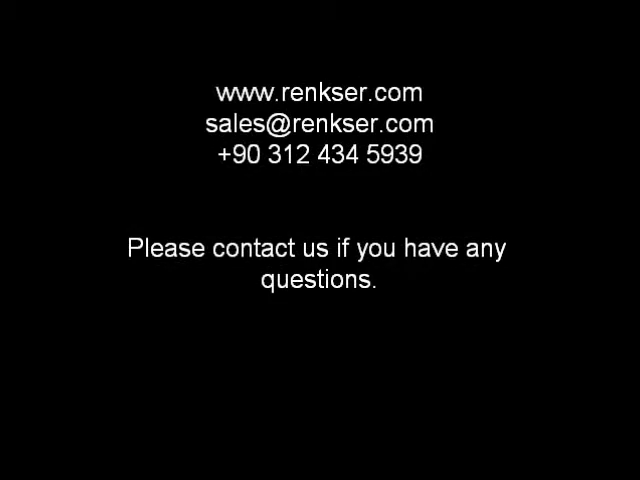 www.renkser.com
sales@renkser.com
+90 312 434 5939
Please contact us if you have any
questions.